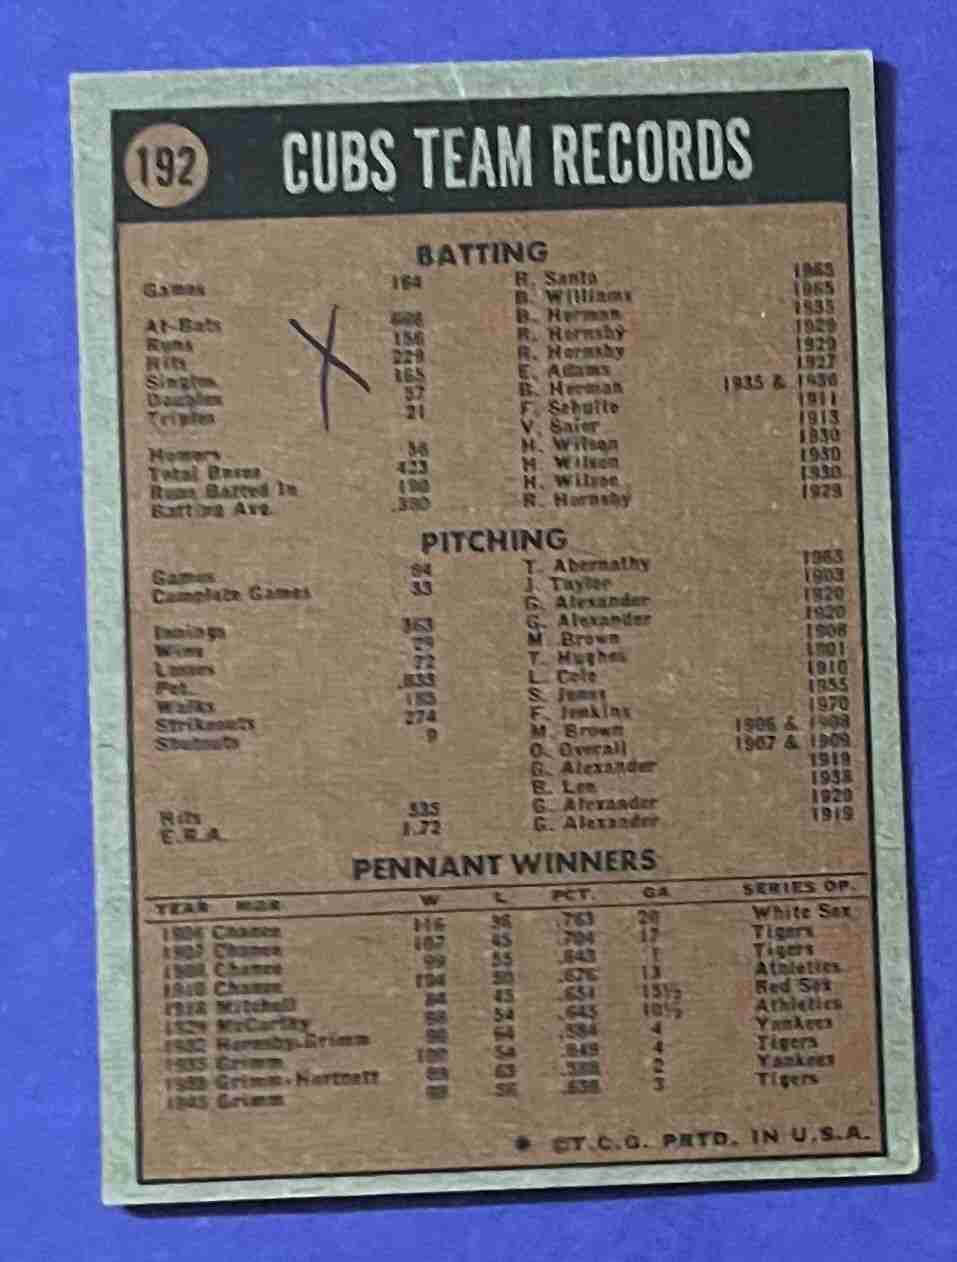 192 CUBS TEAM RECORDS
BATTING
Games 164 R. Santo 1965
B. Williams 1965
At-Bats 666 B. Herman 1935
Runs 156 R. Hornsby 1929
Hits 229 R. Hornsby 1929
Singles 165 E. Adams 1927
Doubles 57 B. Herman 1935 & 1936
Triples 21 F. Schulte 1911
V. Saier 1913
Homers 56 H. Wilson 1930
Total Bases 423 H. Wilson 1930
Runs Batted In 190 H. Wilson 1930
Batting Avg. .380 R. Hornsby 1929
PITCHING
Games 84 T. Abernathy 1965
Complete Games 33 J. Taylor 1903
G. Alexander 1920
Innings 363 G. Alexander 1920
Wins 29 M. Brown 1908
Losses 22 T. Hughes 1901
Pct. .833 L. Cole 1910
Walks 185 S. Jones 1955
Strikeouts 274 F. Jenkins 1970
Shutouts 9 M. Brown 1906 & 1908
O. Overall 1907 & 1909
G. Alexander 1919
B. Lee 1938
Hits 335 G. Alexander 1920
E.R.A. 1.72 G. Alexander 1919
PENNANT WINNERS
YEAR MGR W L PCT. GA SERIES OP.
1906 Chance 116 36 .763 20 White Sox
1907 Chance 107 45 .704 17 Tigers
1908 Chance 99 55 .643 1 Tigers
1910 Chance 104 50 .676 13 Athletics
1918 Mitchell 84 45 .651 Red Sox
1929 McCarthy 98 54 .645 10½ Athletics
1932 Hornsby-Grimm 90 64 .584 4 Yankees
1935 Grimm 100 54 .649 4 Tigers
1938 Grimm-Hartnett 89 63 2 Yankees
1945 Grimm 98 56 3 Tigers
* ©T.C.G. PRTD. IN U.S.A.